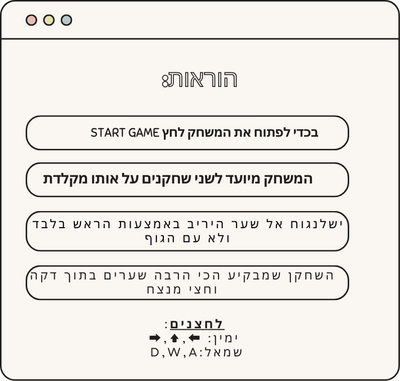 הוראות:
בכדי לפתוח את המשחק לחץ START GAME
המשחק מיועד לשני שחקנים על אותו מקלדת
ישלנגוח אל שער היריב באמצעות הראש בלבד
ולא עם הגוף
השחקן שמבקיע הכי הרבה שערים בתוך דקה
וחצי מנצח
לחצנים:
ימין: ⬅,⬆,➡
שמאל:D,W,A